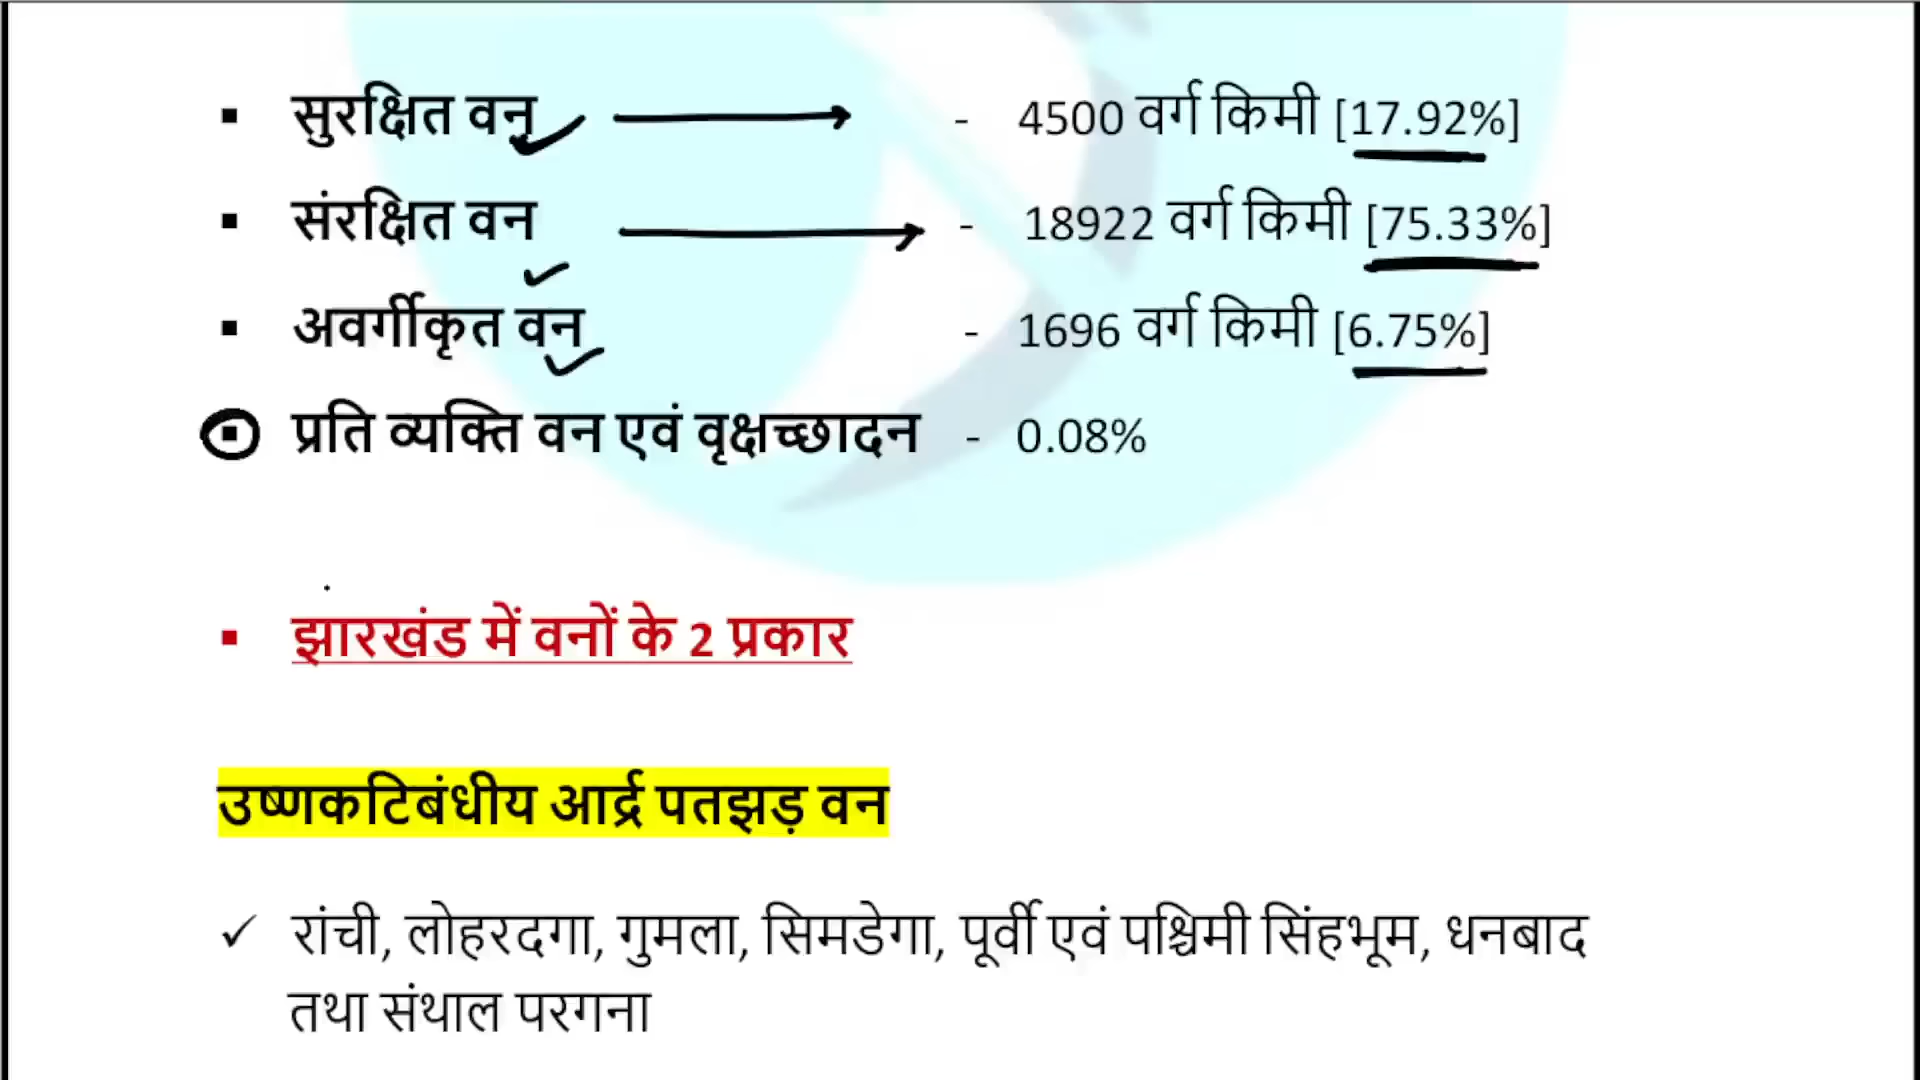 ▪ सुरक्षित वन - 4500 वर्ग किमी [17.92%]
▪ संरक्षित वन - 18922 वर्ग किमी [75.33%]
▪ अवर्गीकृत वन - 1696 वर्ग किमी [6.75%]
▪ प्रति व्यक्ति वन एवं वृक्षच्छादन - 0.08%
▪ झारखंड में वनों के 2 प्रकार
उष्णकटिबंधीय आर्द्र पतझड़ वन
✓ रांची, लोहरदगा, गुमला, सिमडेगा, पूर्वी एवं पश्चिमी सिंहभूम, धनबाद
तथा संथाल परगना